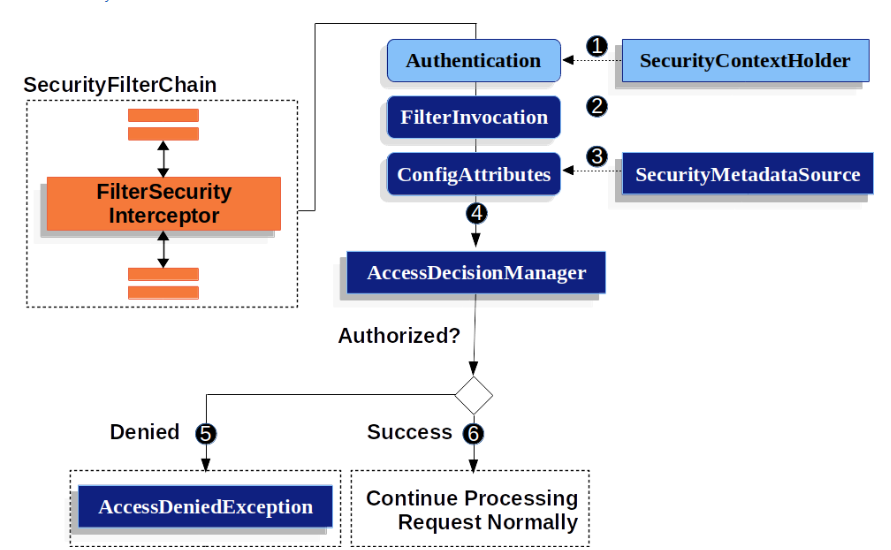 Authentication
1
SecurityContextHolder
SecurityFilterChain
FilterInvocation
2
FilterSecurity
Interceptor
ConfigAttributes
3
SecurityMetadataSource
4
AccessDecisionManager
Authorized?
Denied
5
Success
6
AccessDeniedException
Continue Processing
Request Normally